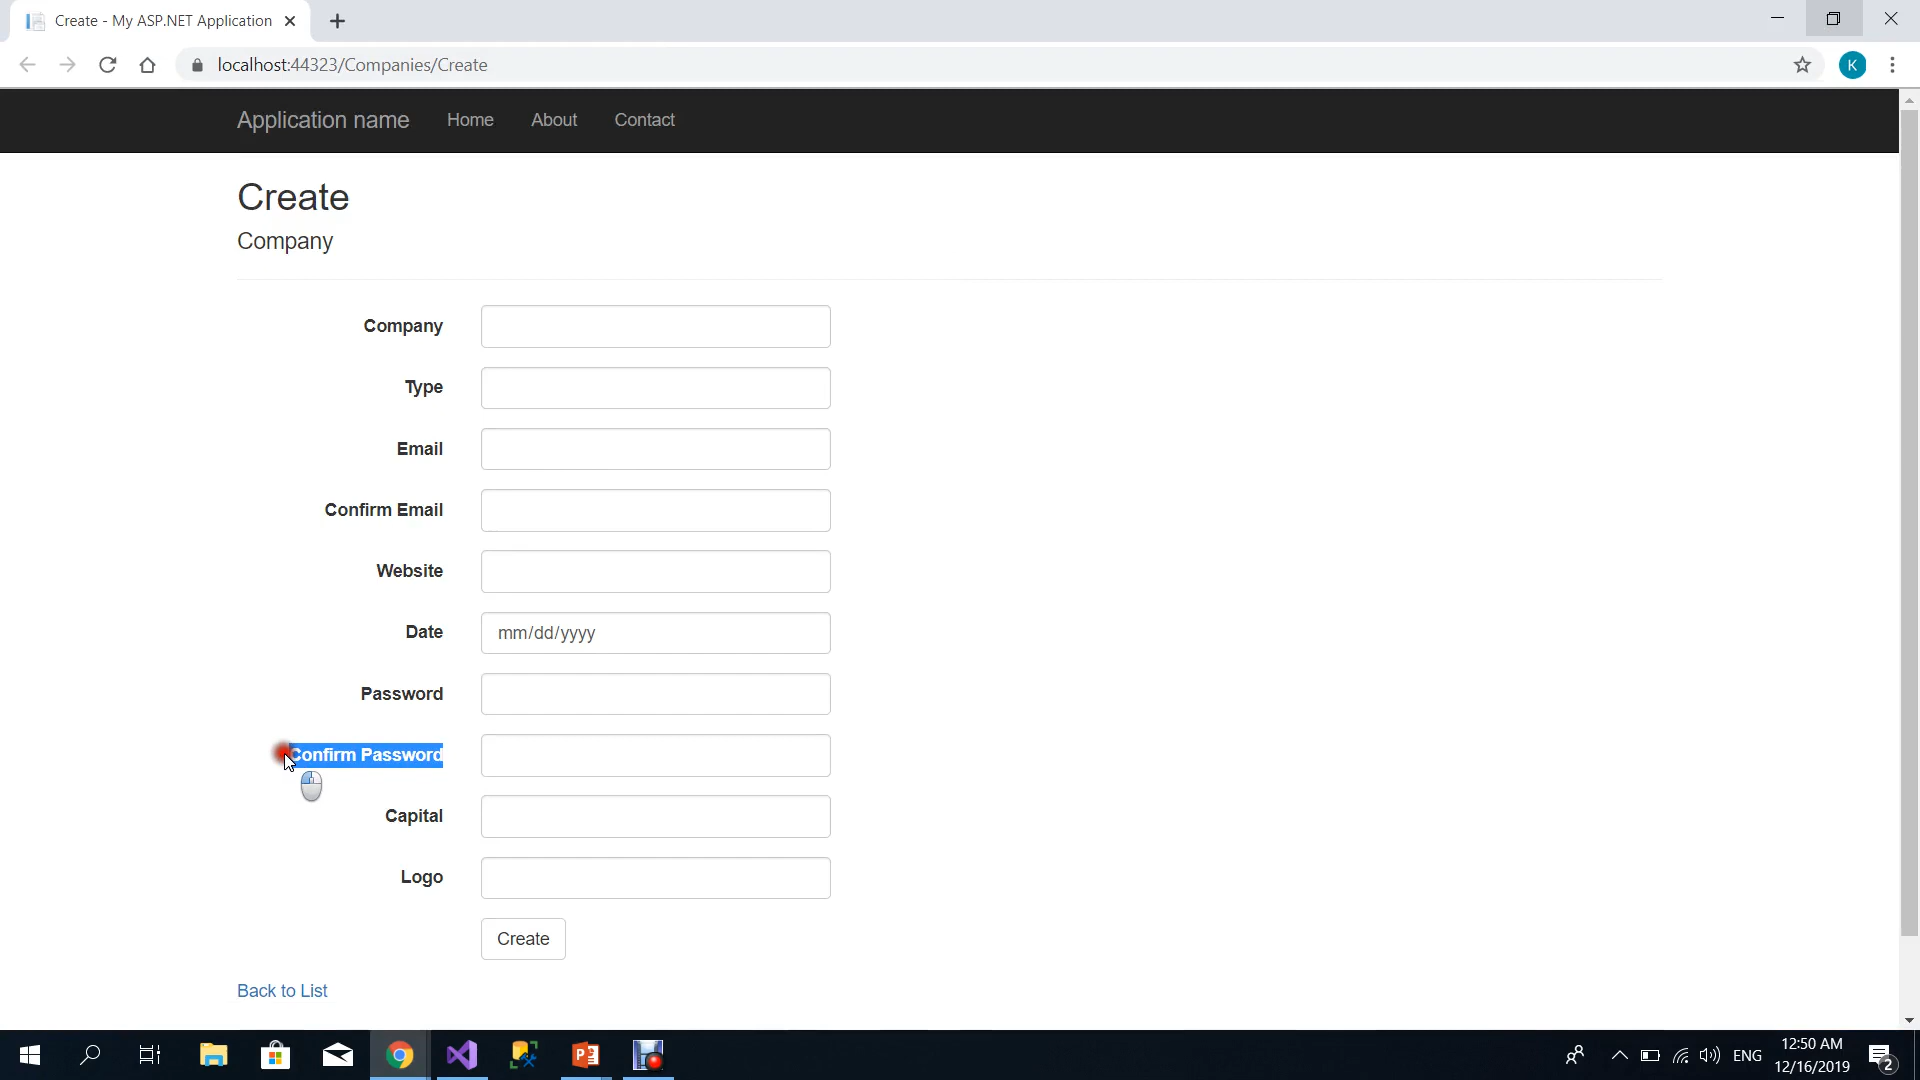 Create - My ASP.NET Application
localhost:44323/Companies/Create
K
Application name
Home
About
Contact
Create
Company
Company
Type
Email
Confirm Email
Website
Date
mm/dd/yyyy
Password
Confirm Password
Capital
Logo
Create
Back to List
ENG
12:50 AM
12/16/2019
2